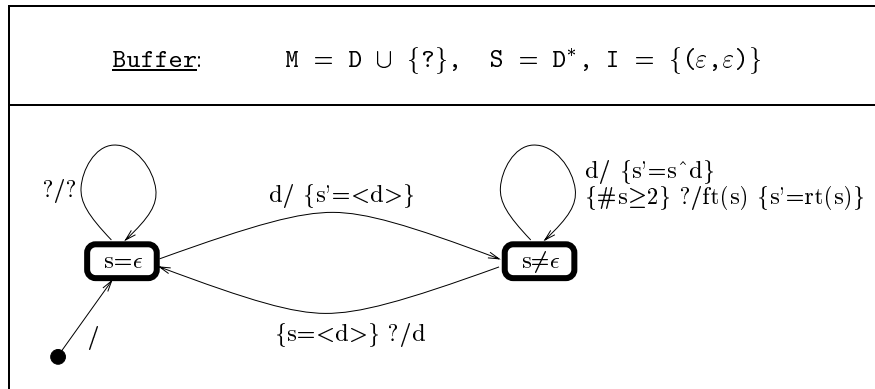 Buffer: M = D ∪ {?}, S = D*, I = {(ε,ε)}
?/?
d/ {s'=<d>}
d/ {s'=s^d}
{#s≥2} ?/ft(s) {s'=rt(s)}
s=ϵ
s≠ϵ
{s=<d>} ?/d
/